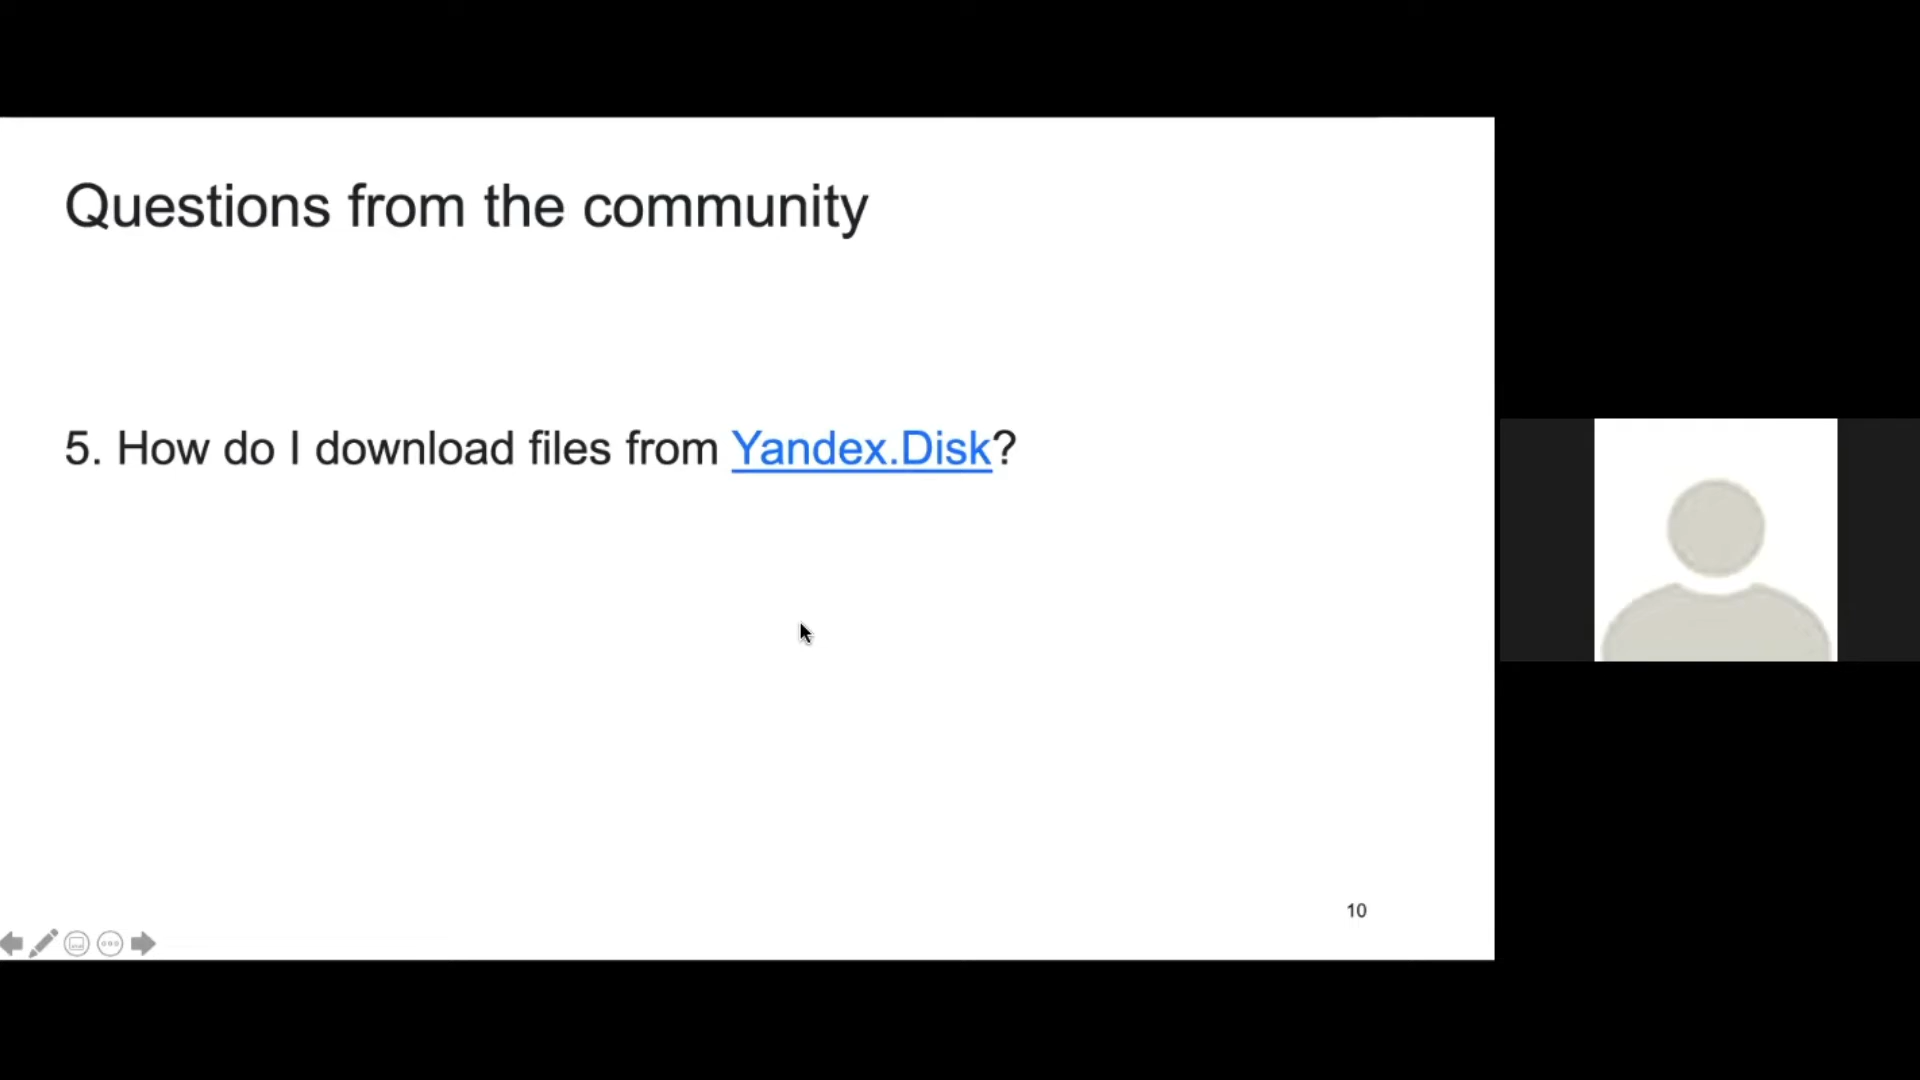 Questions from the community
5. How do I download files from Yandex.Disk?
10